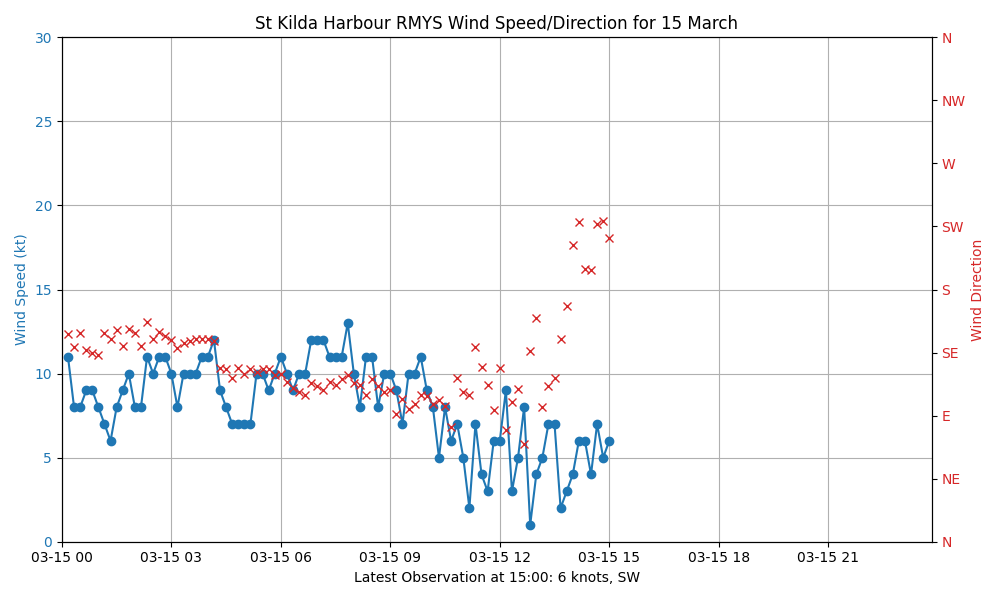 St Kilda Harbour RMYS Wind Speed/Direction for 15 March
30
25
20
15
10
5
0
Wind Speed (kt)
N
NW
W
SW
S
SE
E
NE
N
Wind Direction
03-15 00
03-15 03
03-15 06
03-15 09
03-15 12
03-15 15
03-15 18
03-15 21
Latest Observation at 15:00: 6 knots, SW